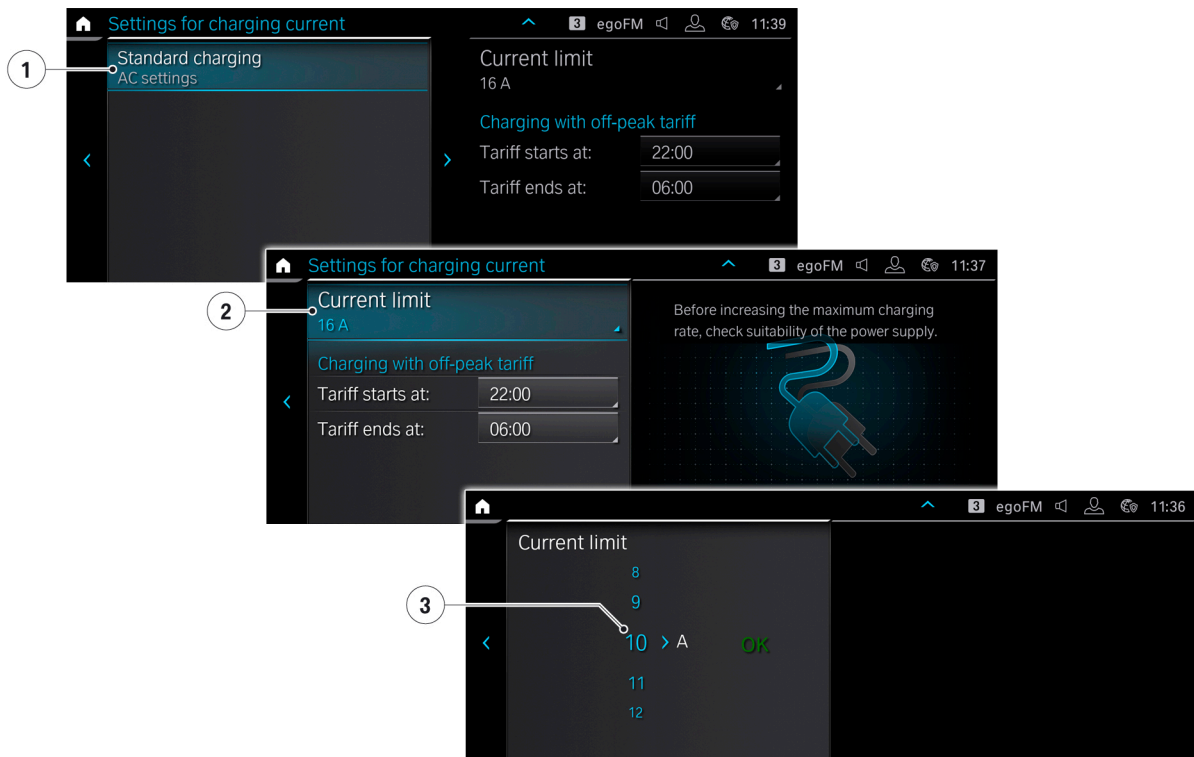 Settings for charging current
3 egoFM 11:39
1
Standard charging
AC settings
Current limit
16 A
Charging with off-peak tariff
Tariff starts at: 22:00
Tariff ends at: 06:00
Settings for charging current
3 egoFM 11:37
2
Current limit
16 A
Charging with off-peak tariff
Tariff starts at: 22:00
Tariff ends at: 06:00
Before increasing the maximum charging
rate, check suitability of the power supply.
3 egoFM 11:36
Current limit
8
9
3
10 > A OK
11
12